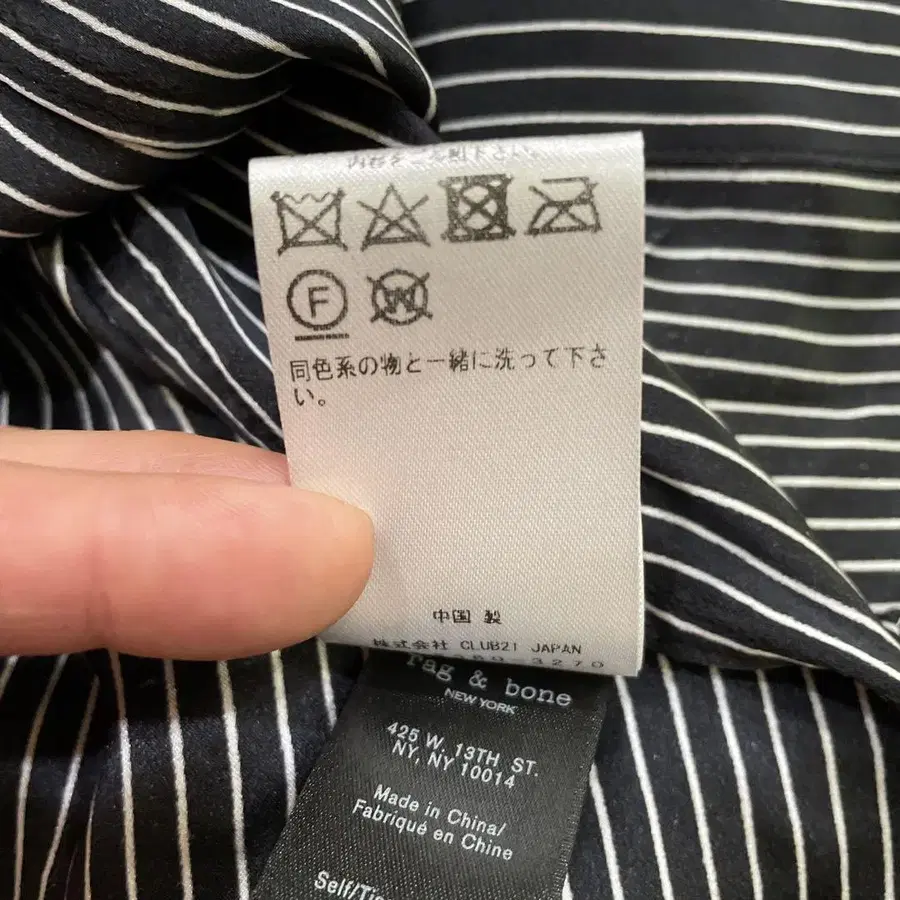 F
W
同色系の物と一緒に洗って下さ
い。
中国 製
株式会社 CLUB21 JAPAN
3270
rag & bone
NEW YORK
425 W. 13TH ST.
NY, NY 10014
Made in China/
Fabriqué en Chine